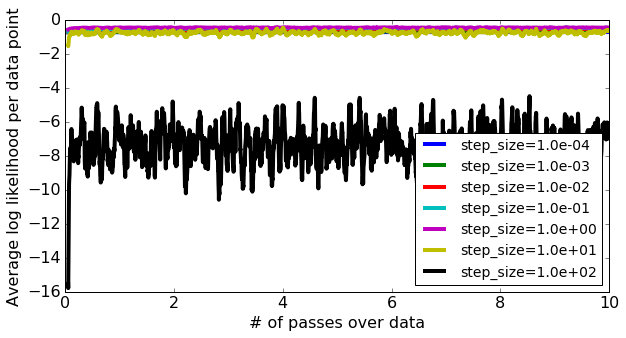 Average log likelihood per data point
0
−2
−4
−6
−8
−10
−12
−14
−16
step_size=1.0e-04
step_size=1.0e-03
step_size=1.0e-02
step_size=1.0e-01
step_size=1.0e+00
step_size=1.0e+01
step_size=1.0e+02
0 2 4 6 8 10
# of passes over data